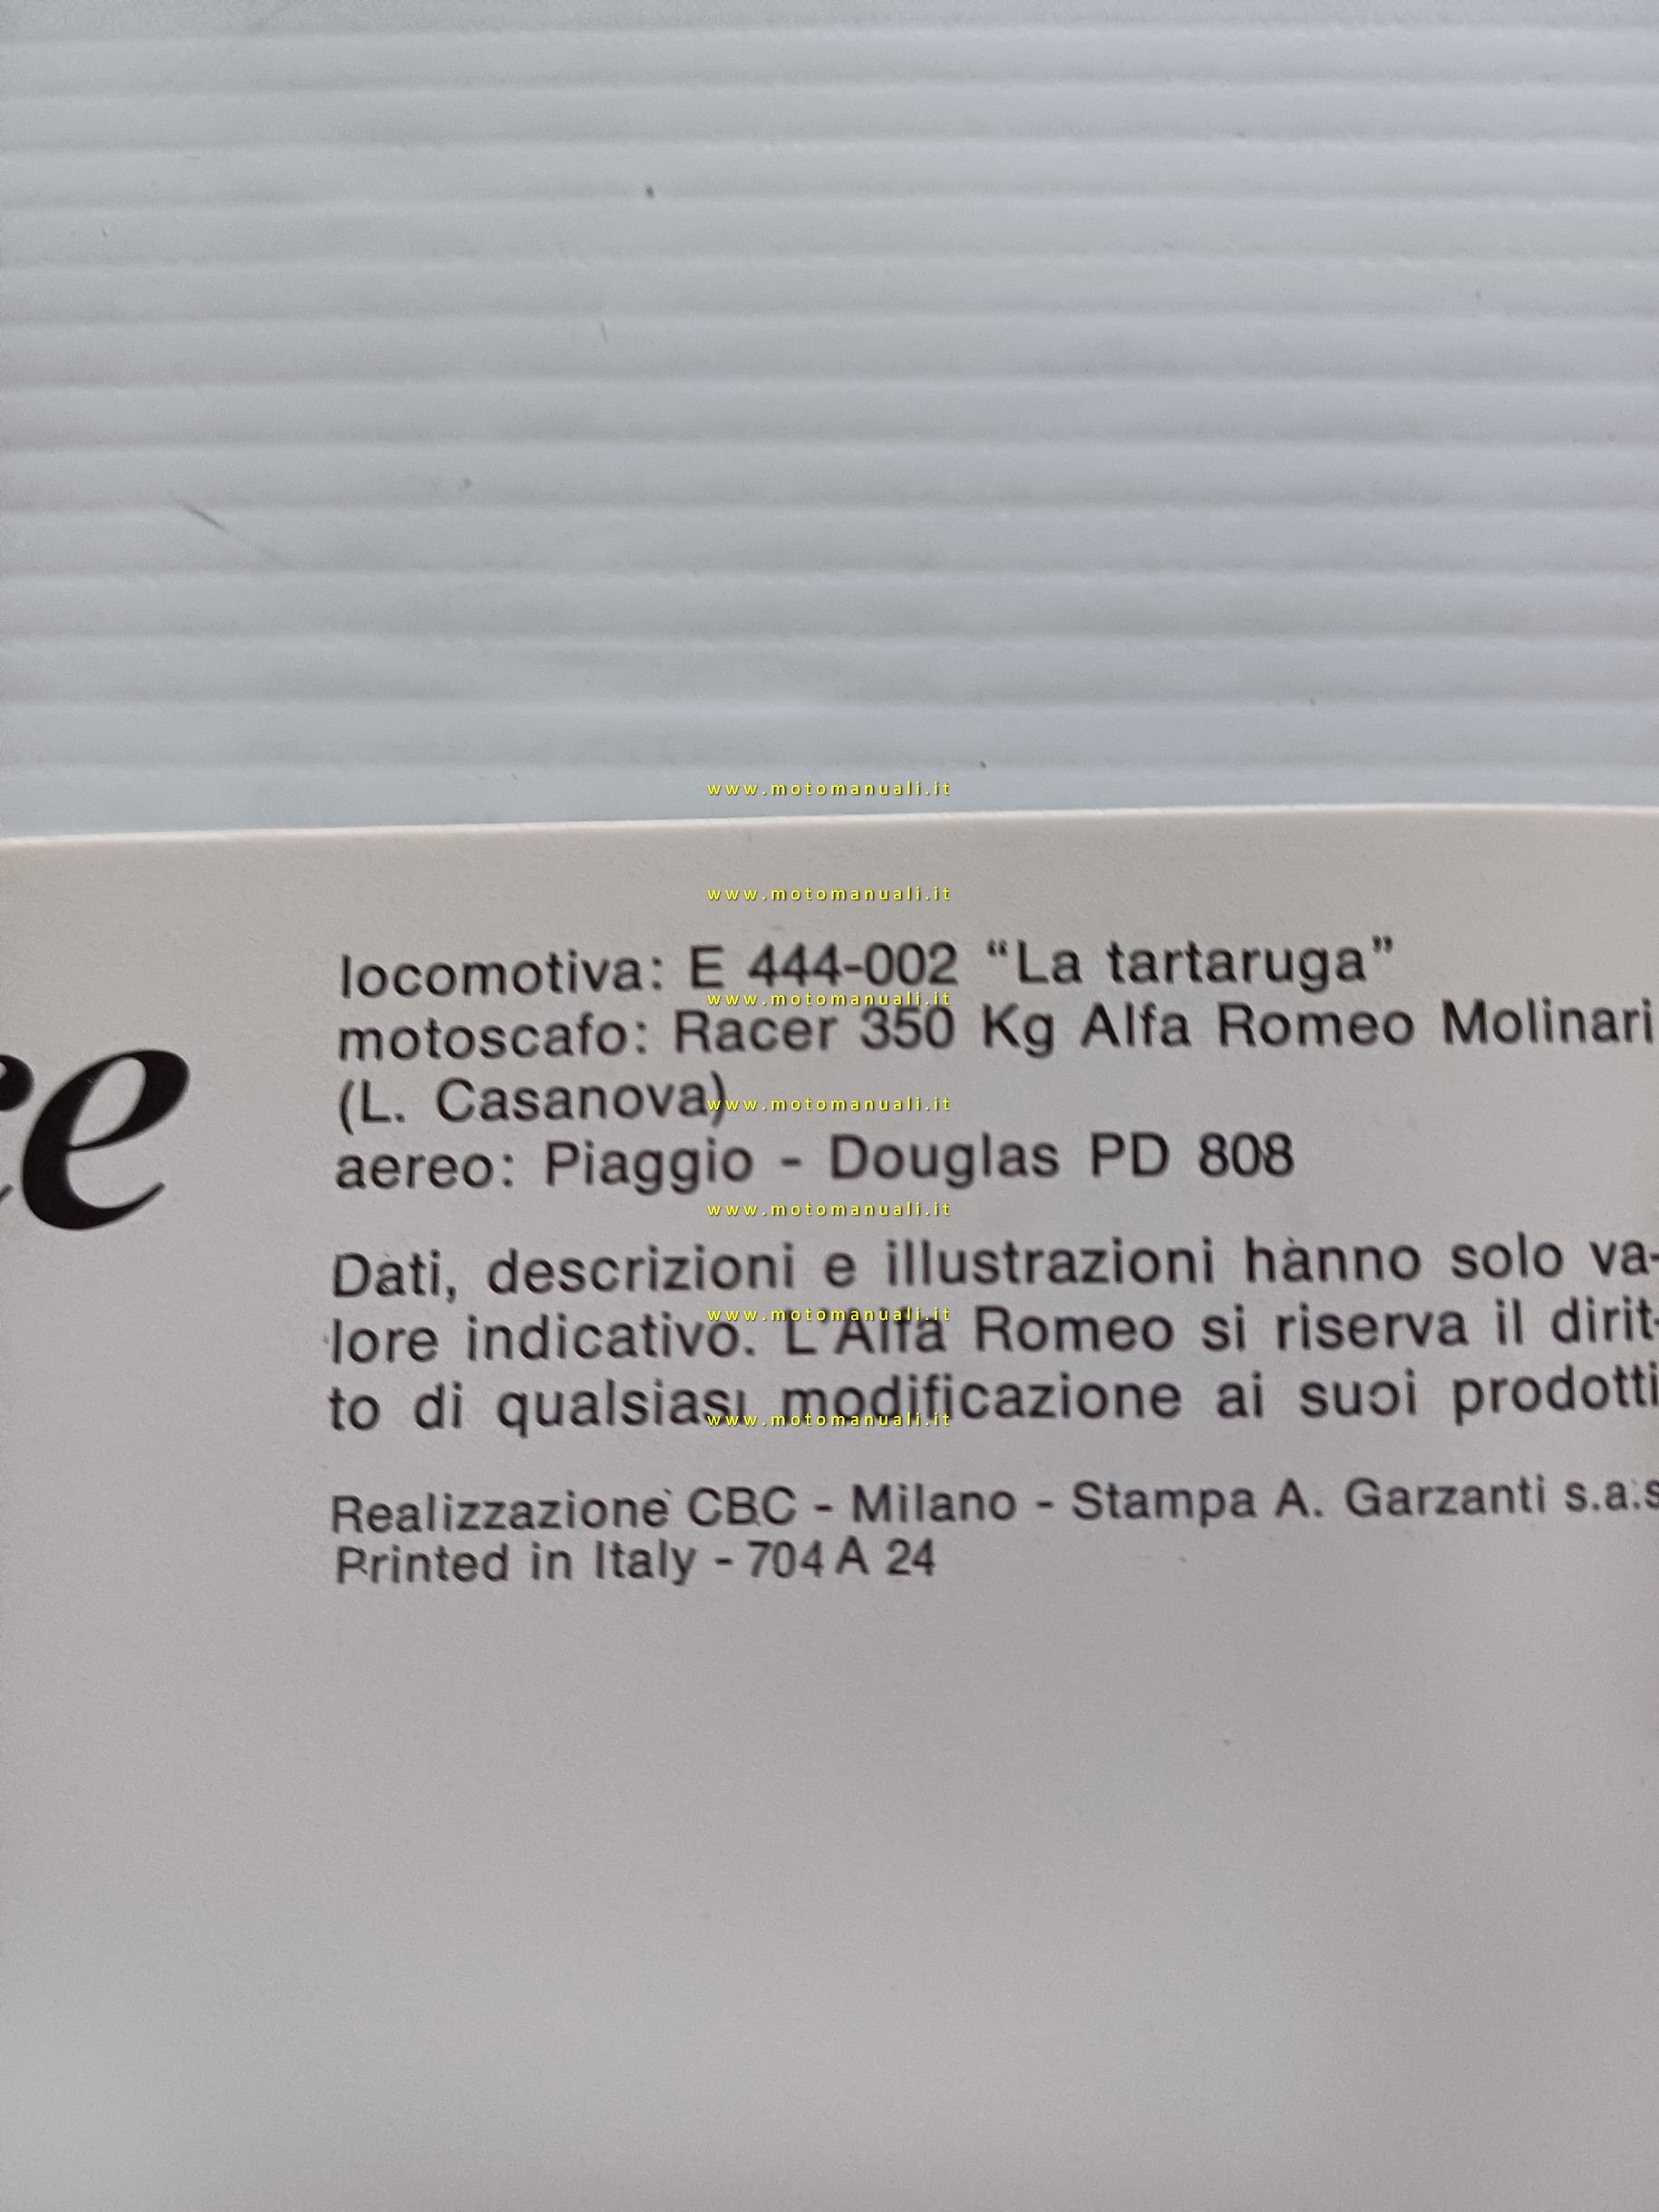 www.motomanuali.it
www.motomanuali.it
locomotiva: E 444-002 “La tartaruga”
www.motomanuali.it
motoscafo: Racer 350 Kg Alfa Romeo Molinari
(L. Casanova)
www.motomanuali.it
aereo: Piaggio - Douglas PD 808
www.motomanuali.it
Dati, descrizioni e illustrazioni hanno solo va-
www.motomanuali.it
lore indicativo. L'Alfa Romeo si riserva il dirit-
to di qualsiasi modificazione ai suoi prodotti
www.motomanuali.it
Realizzazione CBC - Milano - Stampa A. Garzanti s.a.s
Printed in Italy - 704 A 24